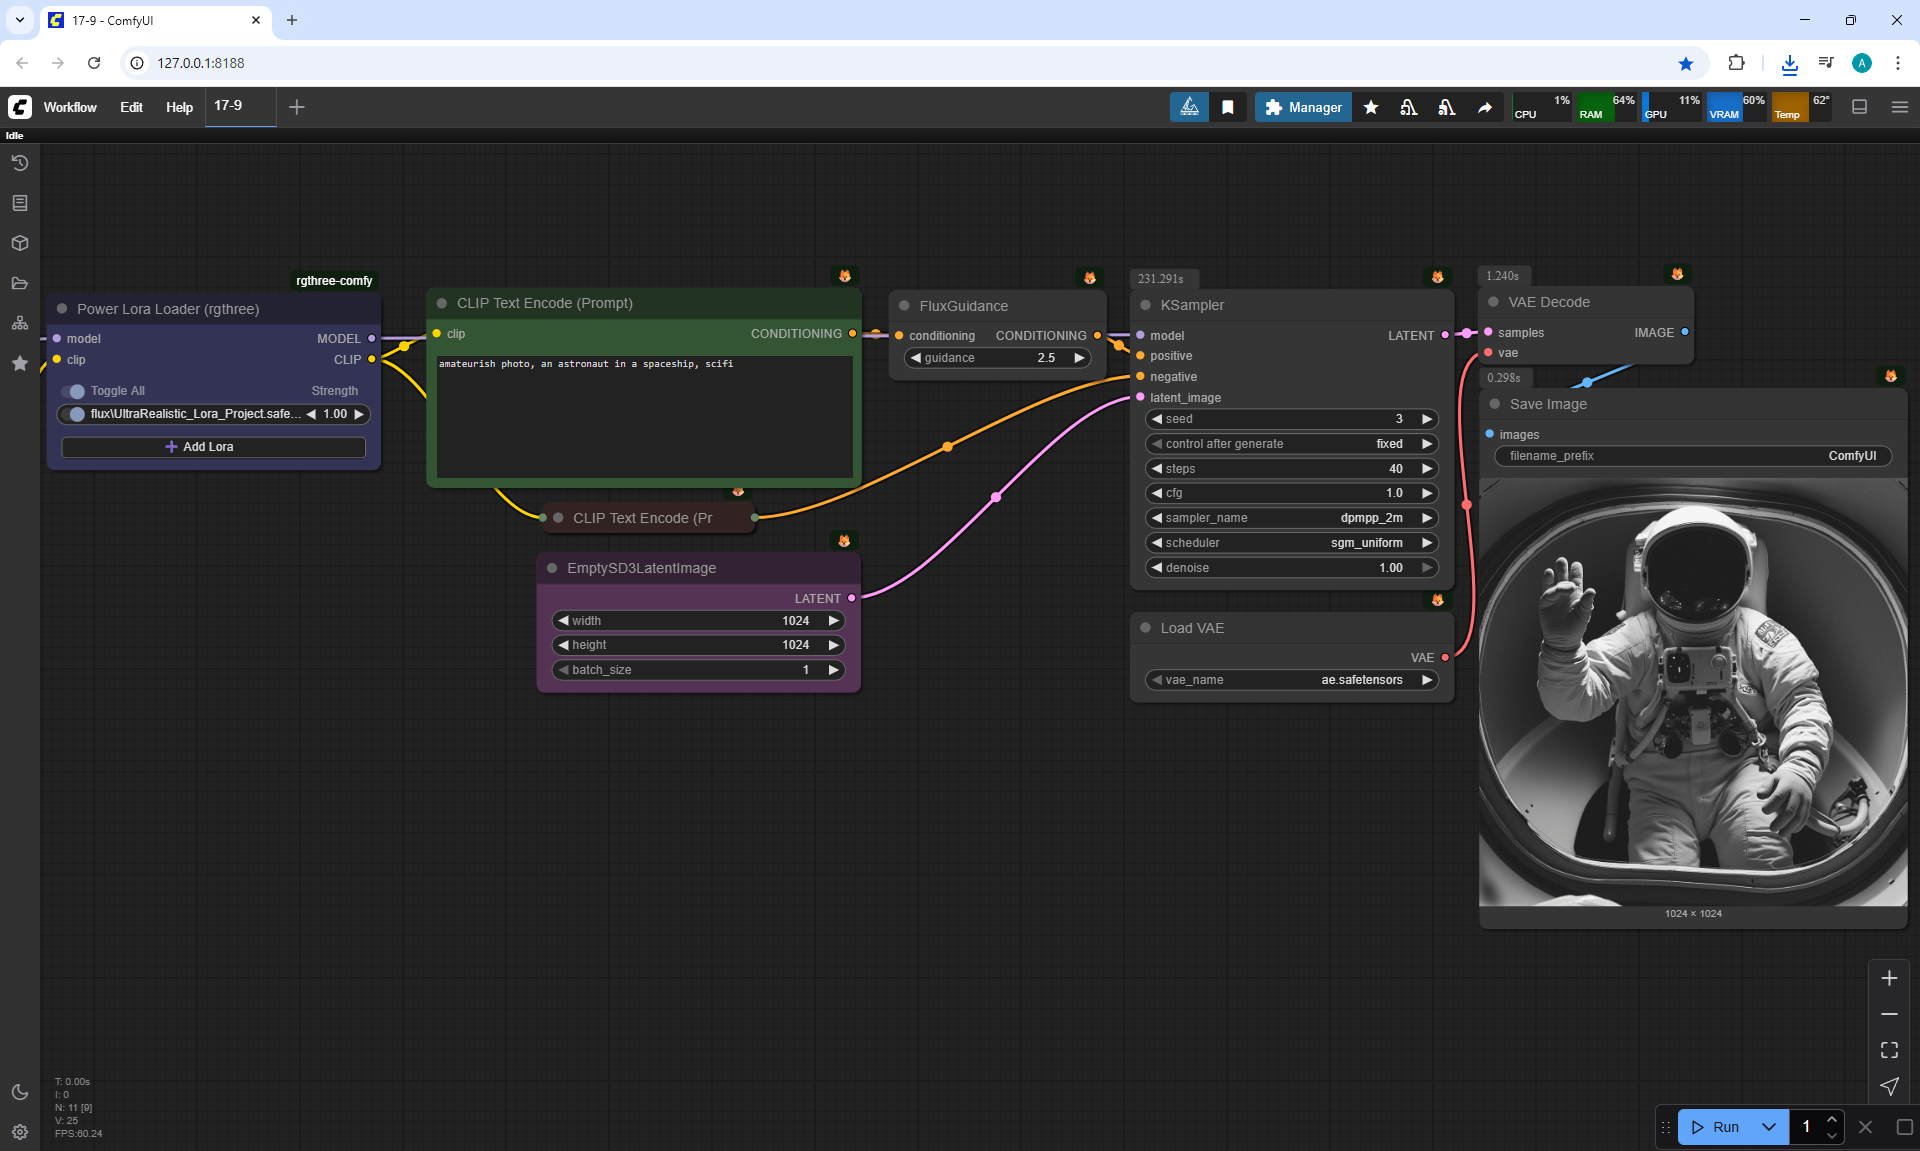 17-9 - ComfyUI
127.0.0.1:8188
A
Workflow Edit Help 17-9
Manager
CPU 1% RAM 64% GPU 11% VRAM 60% Temp 62°
Idle
rgthree-comfy
Power Lora Loader (rgthree)
model MODEL
clip CLIP
Toggle All Strength
flux\UltraRealistic_Lora_Project.safe... 1.00
Add Lora
CLIP Text Encode (Prompt)
clip CONDITIONING
amateurish photo, an astronaut in a spaceship, scifi
CLIP Text Encode (Pr
EmptySD3LatentImage
LATENT
width 1024
height 1024
batch_size 1
FluxGuidance
conditioning CONDITIONING
guidance 2.5
231.291s
KSampler
model LATENT
positive
negative
latent_image
seed 3
control after generate fixed
steps 40
cfg 1.0
sampler_name dpmpp_2m
scheduler sgm_uniform
denoise 1.00
Load VAE
VAE
vae_name ae.safetensors
1.240s
VAE Decode
samples IMAGE
vae
0.298s
Save Image
images
filename_prefix ComfyUI
1024 × 1024
T: 0.00s
I: 0
N: 11 [9]
V: 25
FPS:60.24
Run 1